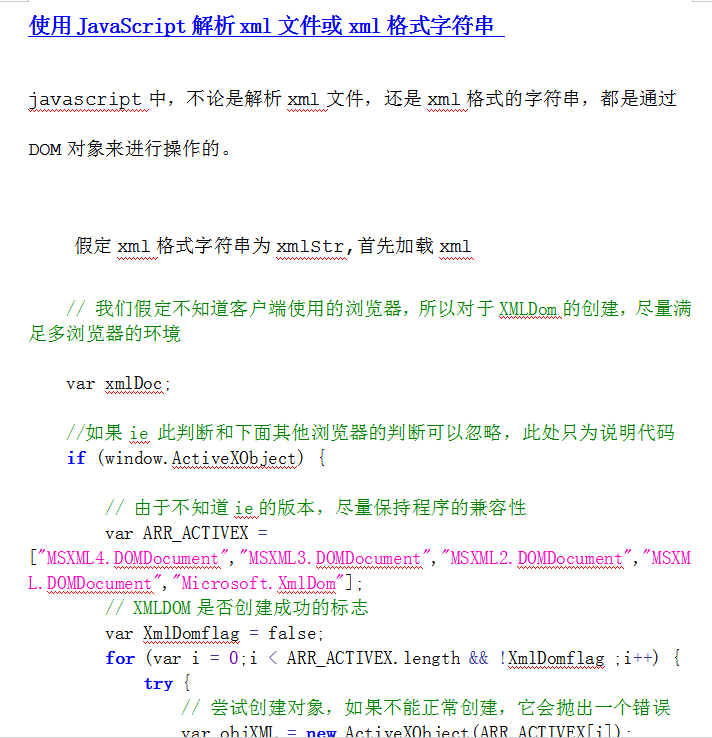 使用 JavaScript 解析 xml 文件或 xml 格式字符串
javascript 中，不论是解析 xml 文件，还是 xml 格式的字符串，都是通过
DOM 对象来进行操作的。
假定 xml 格式字符串为 xmlStr,首先加载 xml
// 我们假定不知道客户端使用的浏览器，所以对于 XMLDom 的创建，尽量满
足多浏览器的环境
var xmlDoc;
//如果 ie 此判断和下面其他浏览器的判断可以忽略，此处只为说明代码
if (window.ActiveXObject) {
// 由于不知道 ie 的版本，尽量保持程序的兼容性
var ARR_ACTIVEX =
["MSXML4.DOMDocument","MSXML3.DOMDocument","MSXML2.DOMDocument","MSXM
L.DOMDocument","Microsoft.XmlDom"];
// XMLDOM 是否创建成功的标志
var XmlDomflag = false;
for (var i = 0;i < ARR_ACTIVEX.length && !XmlDomflag ;i++) {
try {
// 尝试创建对象，如果不能正常创建，它会抛出一个错误
var objXML = new ActiveXObject(ARR_ACTIVEX[i]);